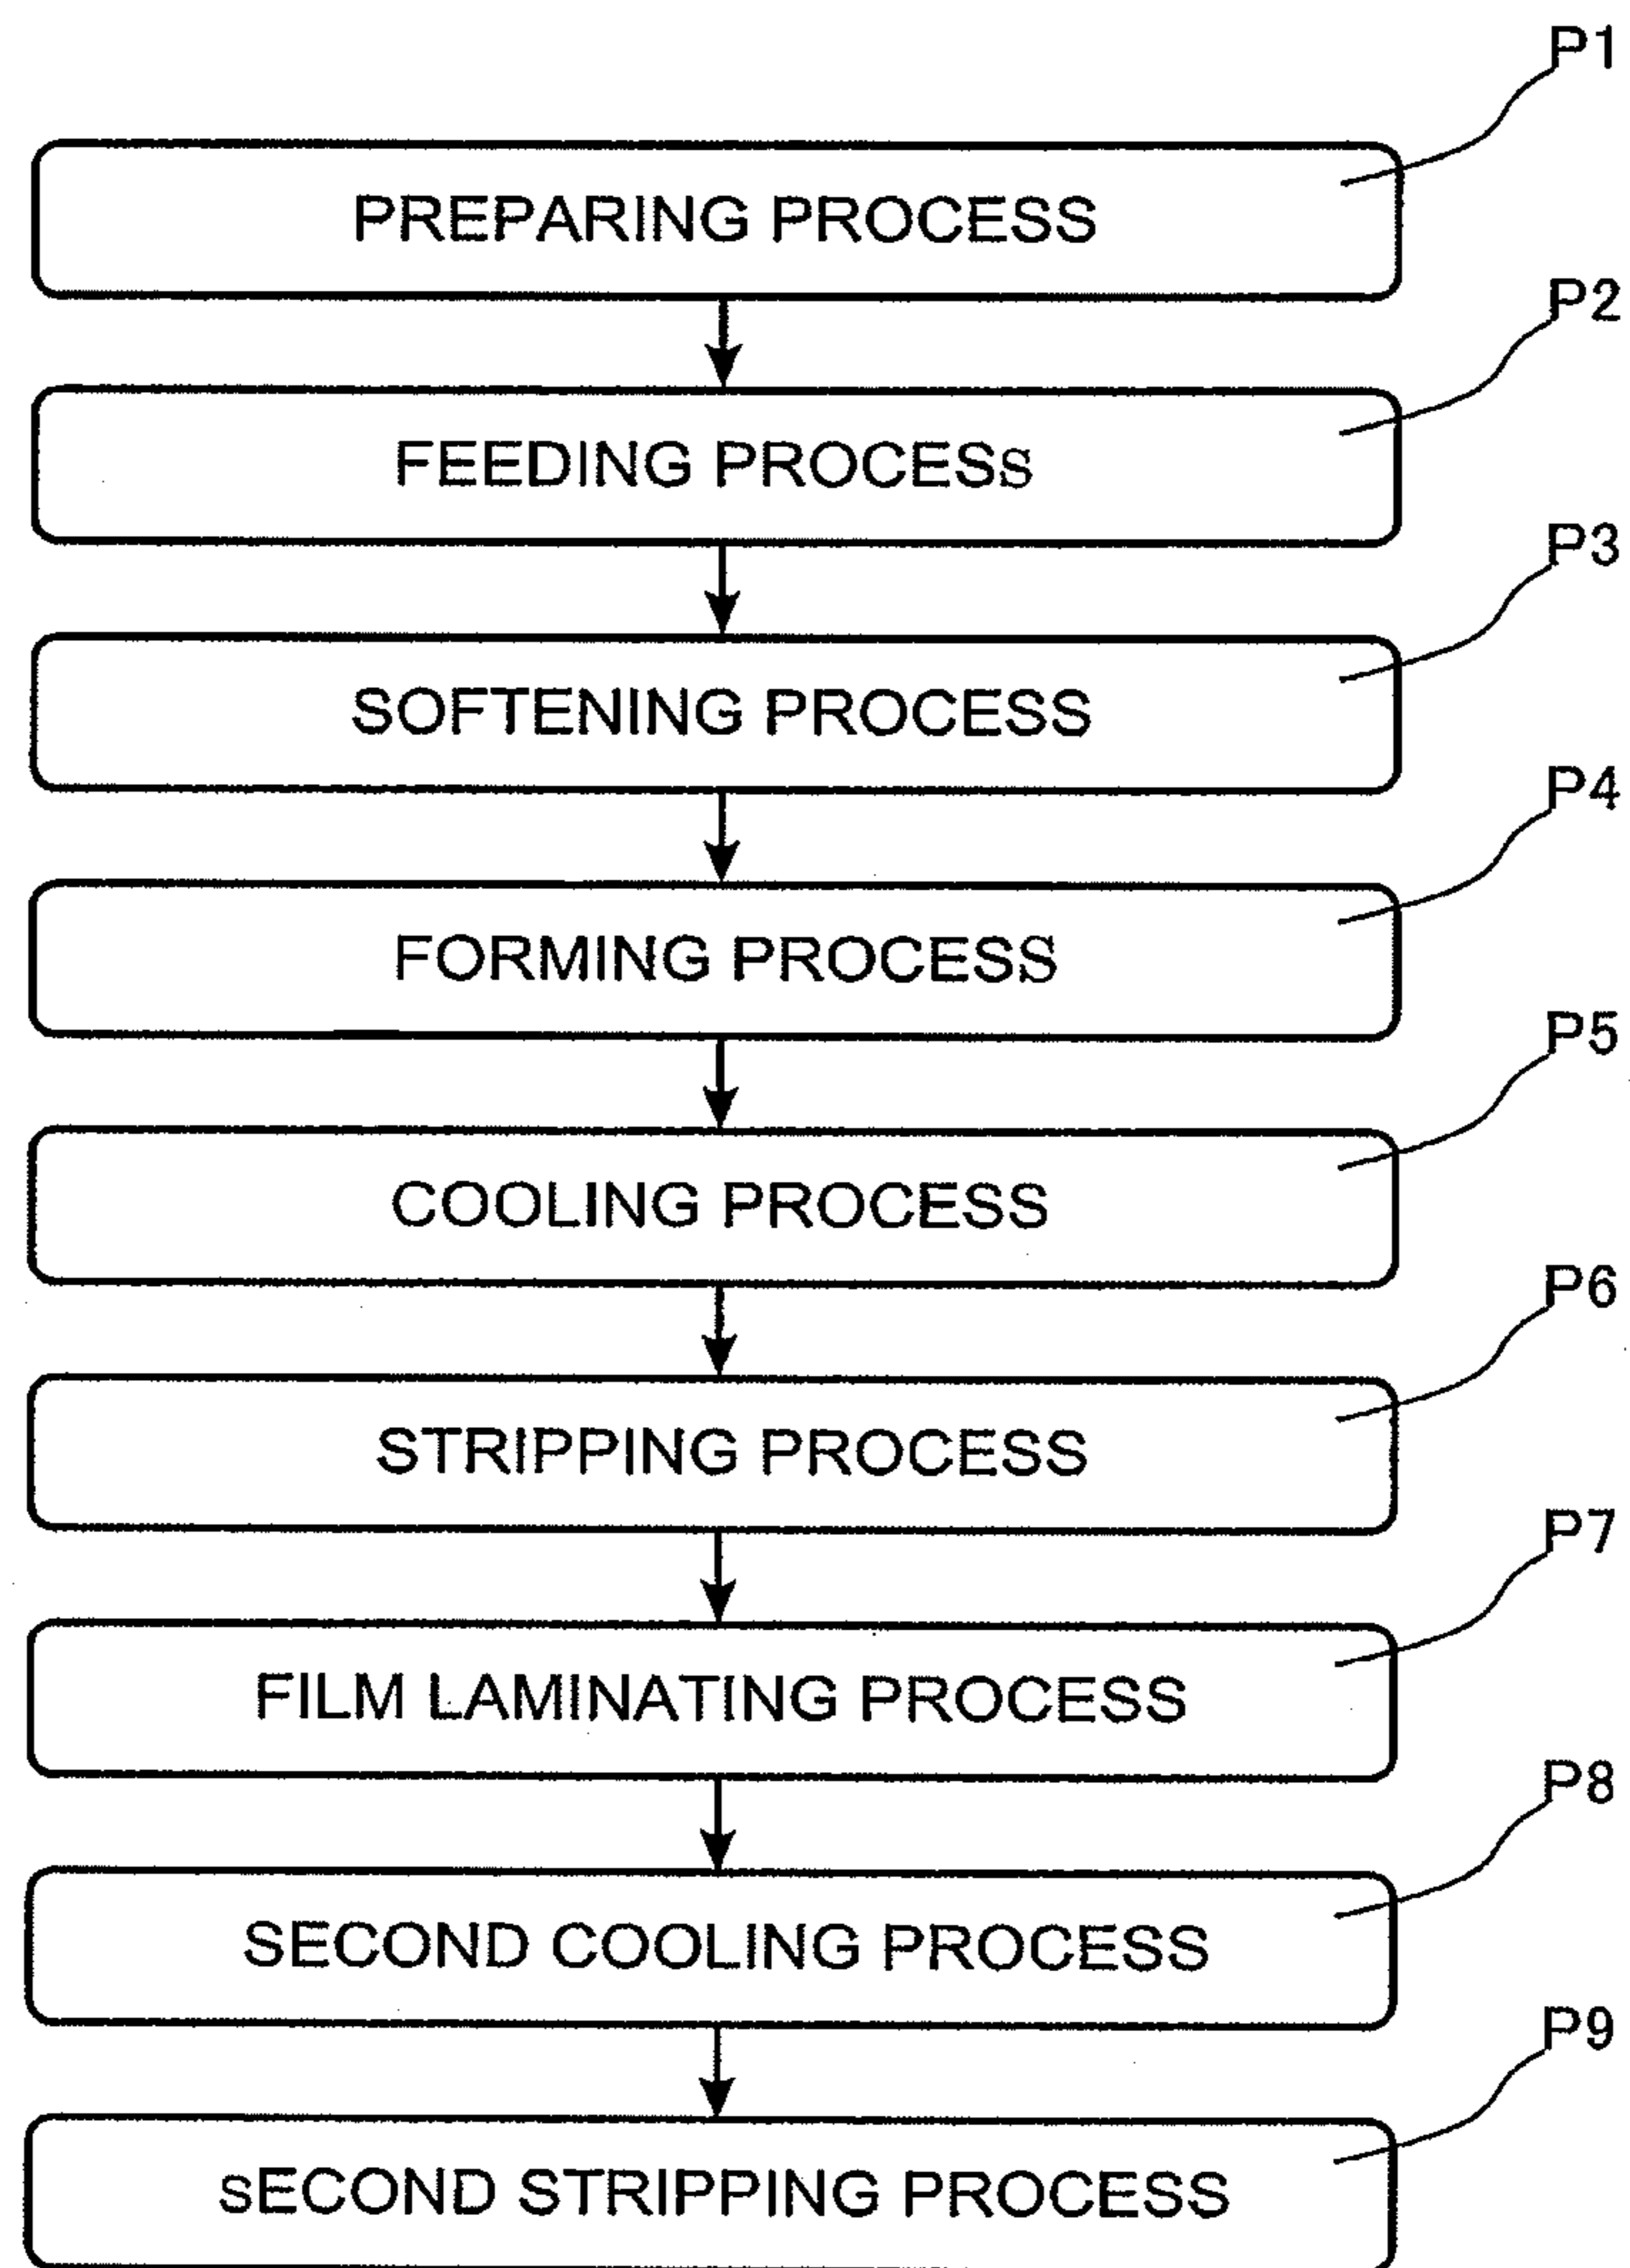 P1
PREPARING PROCESS
P2
FEEDING PROCESS
P3
SOFTENING PROCESS
P4
FORMING PROCESS
P5
COOLING PROCESS
P6
STRIPPING PROCESS
P7
FILM LAMINATING PROCESS
P8
SECOND COOLING PROCESS
P9
SECOND STRIPPING PROCESS